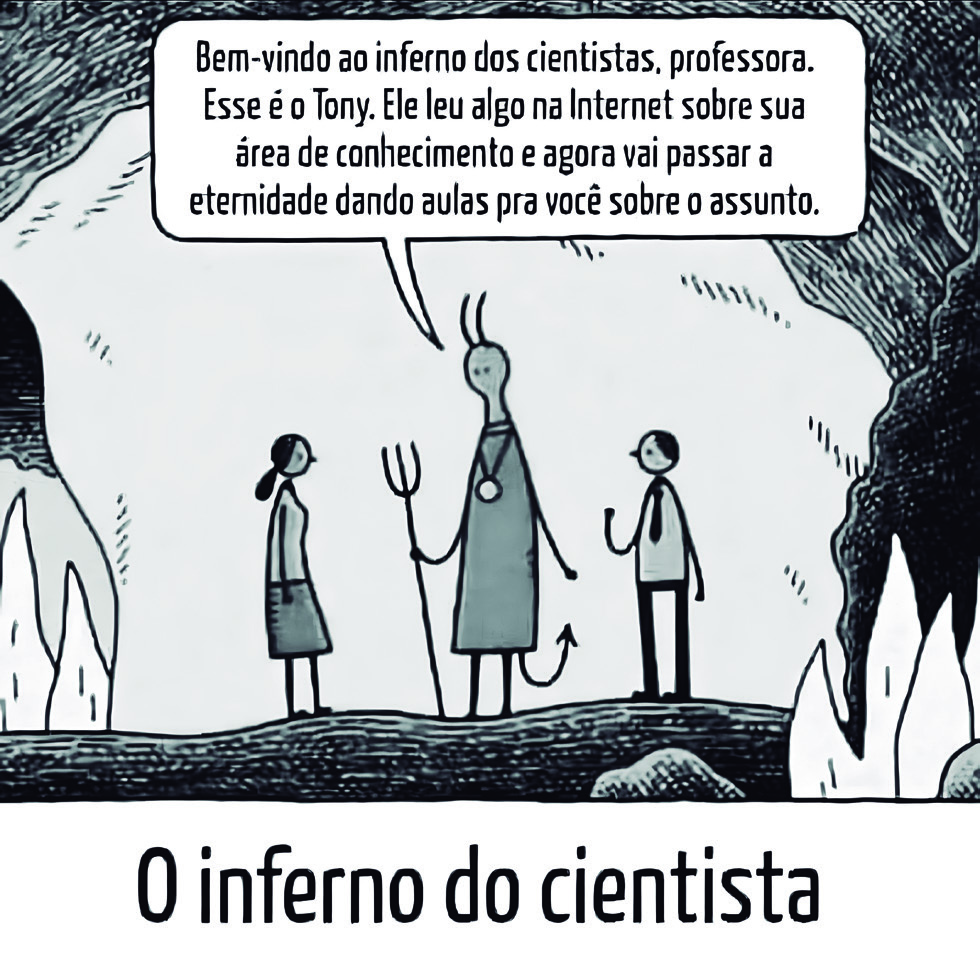 Bem-vindo ao inferno dos cientistas, professora.
Esse é o Tony. Ele leu algo na Internet sobre sua
área de conhecimento e agora vai passar a
eternidade dando aulas pra você sobre o assunto.
O inferno do cientista